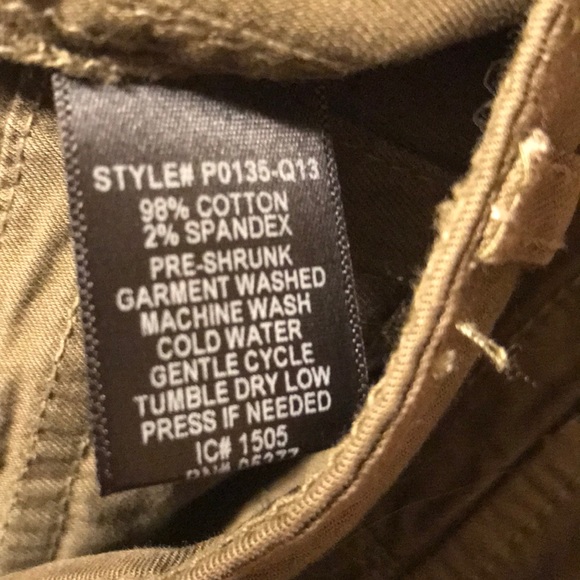 STYLE# P0135-Q13
98% COTTON
2% SPANDEX
PRE-SHRUNK
GARMENT WASHED
MACHINE WASH
COLD WATER
GENTLE CYCLE
TUMBLE DRY LOW
PRESS IF NEEDED
IC# 1505